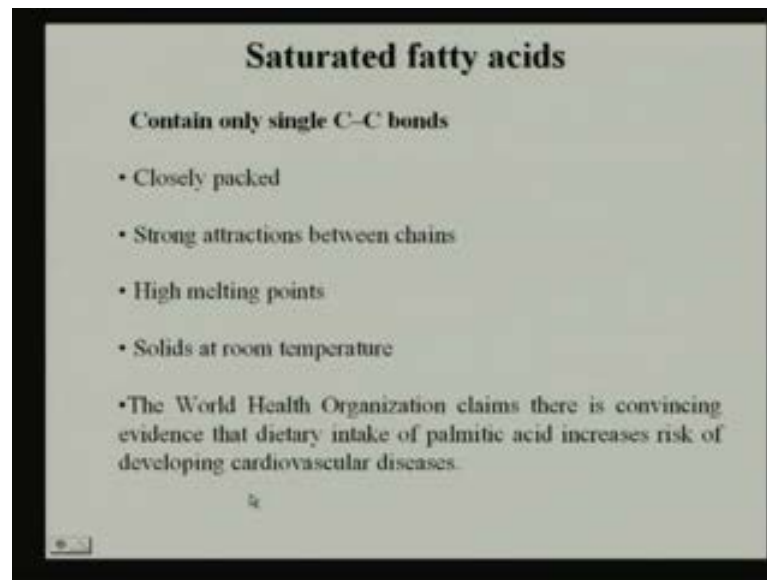 Saturated fatty acids
Contain only single C–C bonds
• Closely packed
• Strong attractions between chains
• High melting points
• Solids at room temperature
•The World Health Organization claims there is convincing
evidence that dietary intake of palmitic acid increases risk of
developing cardiovascular diseases.